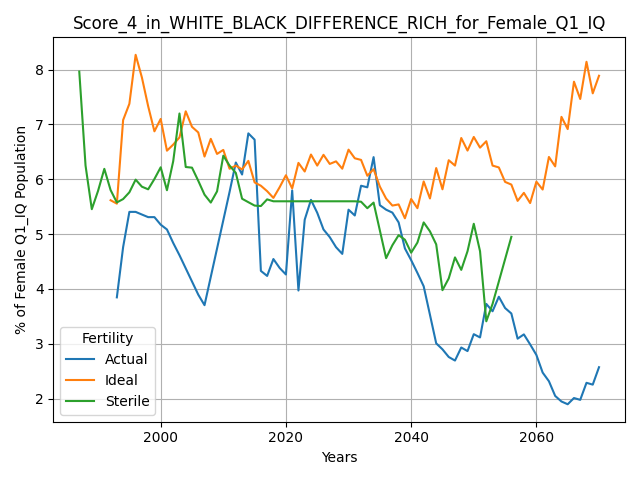 Score_4_in_WHITE_BLACK_DIFFERENCE_RICH_for_Female_Q1_IQ
% of Female Q1_IQ Population
8
7
6
5
4
3
2
Fertility
Actual
Ideal
Sterile
2000
2020
2040
2060
Years